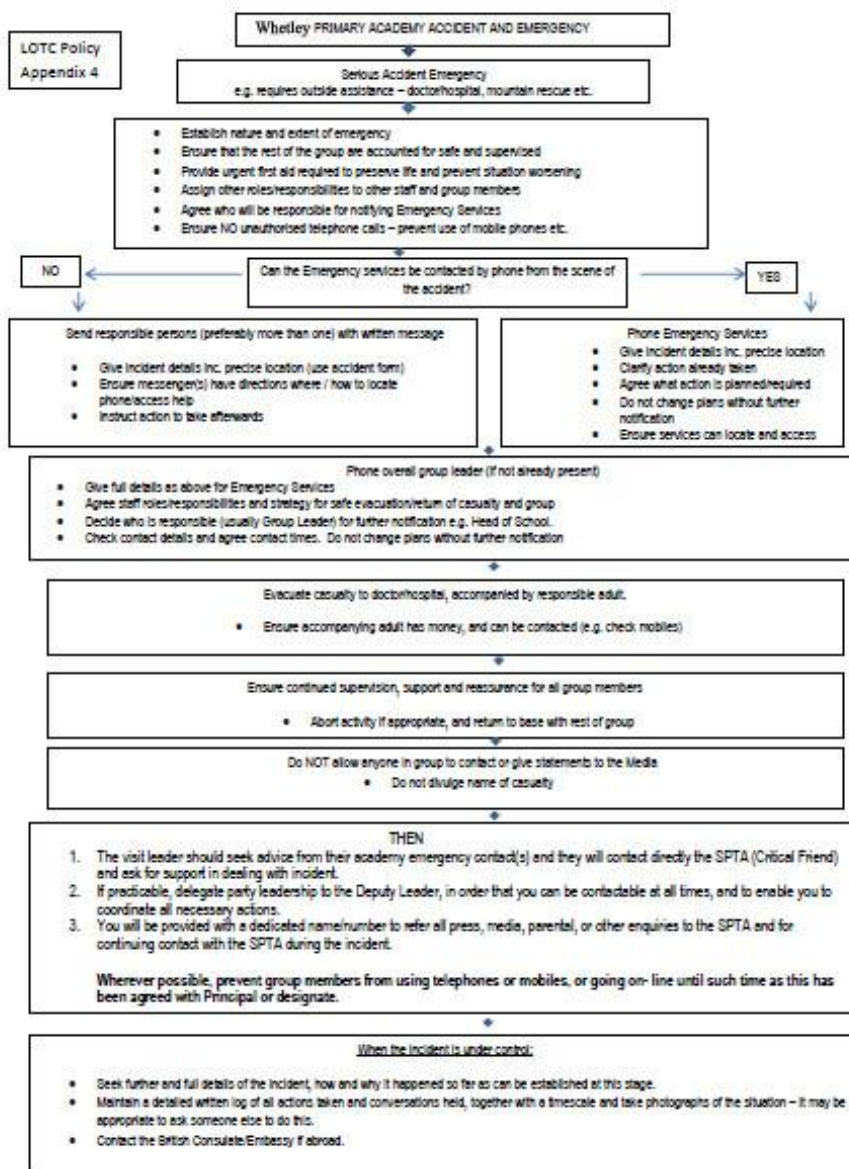 Whetley PRIMARY ACADEMY ACCIDENT AND EMERGENCY
LOTC Policy
Appendix 4
Serious Accident Emergency
e.g. requires outside assistance – doctor/hospital, mountain rescue etc.
• Establish nature and extent of emergency
• Ensure that the rest of the group are accounted for safe and supervised
• Provide urgent first aid required to preserve life and prevent situation worsening
• Assign other roles/responsibilities to other staff and group members
• Agree who will be responsible for notifying Emergency Services
• Ensure NO unauthorised telephone calls – prevent use of mobile phones etc.
NO
Can the Emergency services be contacted by phone from the scene of
the accident?
YES
Send responsible persons (preferably more than one) with written message
• Give incident details inc. precise location (use accident form)
• Ensure messenger(s) have directions where / how to locate
phone/access help
• Instruct action to take afterwards
Phone Emergency Services
• Give incident details inc. precise location
• Clarify action already taken
• Agree what action is planned/required
• Do not change plans without further
notification
• Ensure services can locate and access
Phone overall group leader (if not already present)
• Give full details as above for Emergency Services
• Agree staff roles/responsibilities and strategy for safe evacuation/return of casualty and group
• Decide who is responsible (usually Group Leader) for further notification e.g. Head of School.
• Check contact details and agree contact times. Do not change plans without further notification
Evacuate casualty to doctor/hospital, accompanied by responsible adult.
• Ensure accompanying adult has money, and can be contacted (e.g. check mobiles)
Ensure continued supervision, support and reassurance for all group members
• Abort activity if appropriate, and return to base with rest of group
Do NOT allow anyone in group to contact or give statements to the Media
• Do not divulge name of casualty
THEN
1. The visit leader should seek advice from their academy emergency contact(s) and they will contact directly the SPTA (Critical Friend)
and ask for support in dealing with incident.
2. If practicable, delegate party leadership to the Deputy Leader, in order that you can be contactable at all times, and to enable you to
coordinate all necessary actions.
3. You will be provided with a dedicated name/number to refer all press, media, parental, or other enquiries to the SPTA and for
continuing contact with the SPTA during the incident.
Wherever possible, prevent group members from using telephones or mobiles, or going on- line until such time as this has
been agreed with Principal or designate.
When the incident is under control:
• Seek further and full details of the incident, how and why it happened so far as can be established at this stage.
• Maintain a detailed written log of all actions taken and conversations held, together with a timescale and take photographs of the situation – it may be
appropriate to ask someone else to do this.
• Contact the British Consulate/Embassy if abroad.